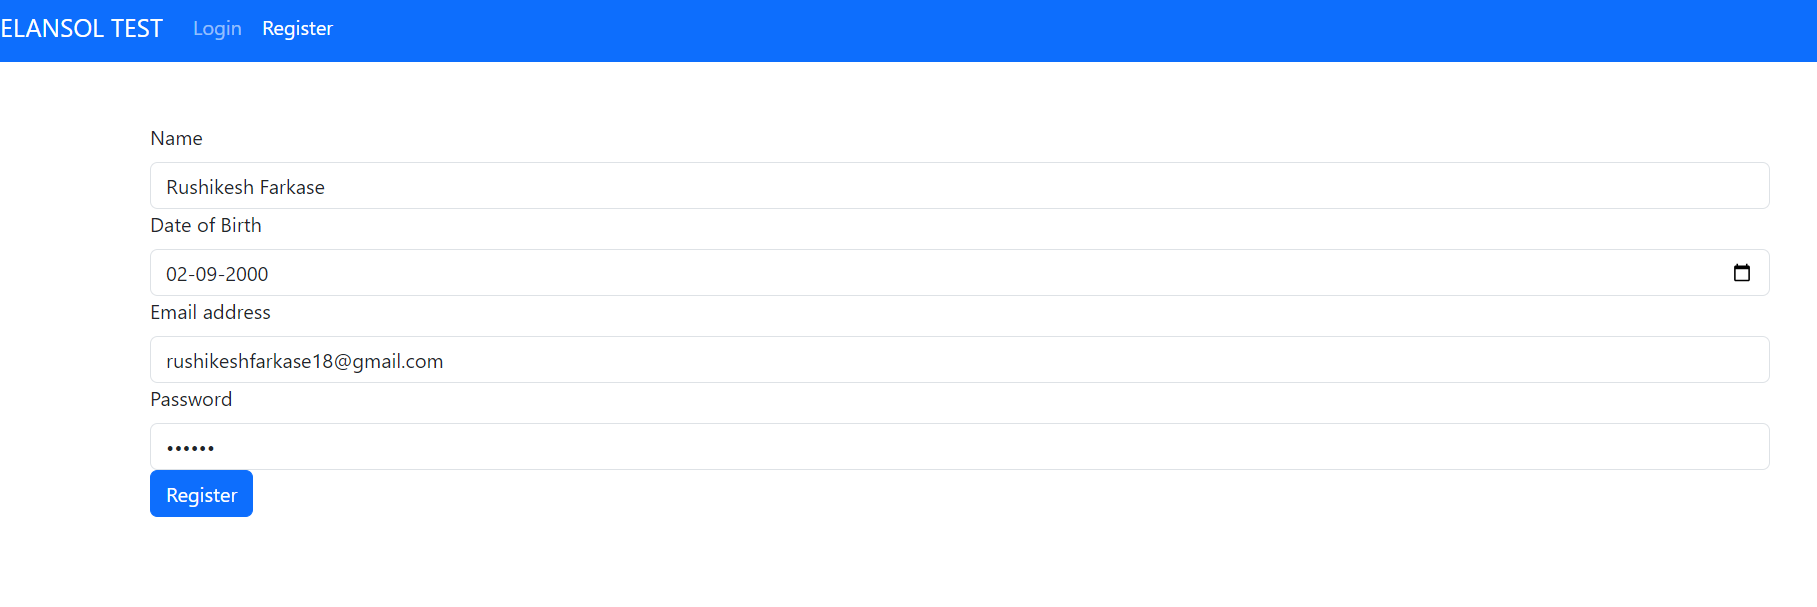 ELANSOL TEST Login Register
Name
Rushikesh Farkase
Date of Birth
02-09-2000
Email address
rushikeshfarkase18@gmail.com
Password
••••••
Register